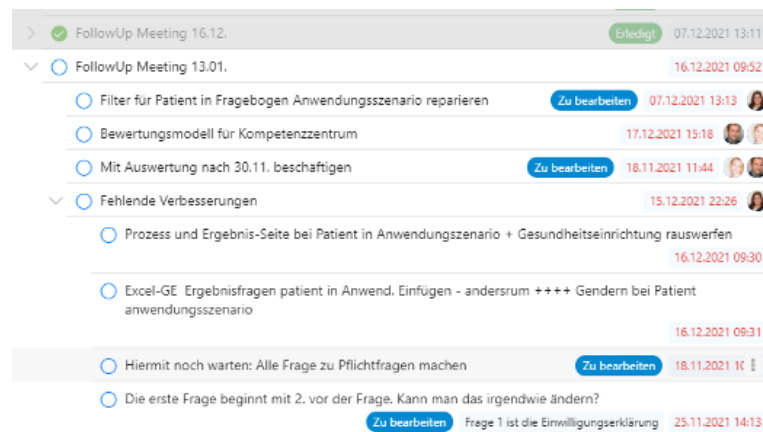 FollowUp Meeting 16.12. Erledigt 07.12.2021 13:11
FollowUp Meeting 13.01. 16.12.2021 09:52
Filter für Patient in Fragebogen Anwendungsszenario reparieren Zu bearbeiten 07.12.2021 13:13
Bewertungsmodell für Kompetenzzentrum 17.12.2021 15:18
Mit Auswertung nach 30.11. beschäftigen Zu bearbeiten 18.11.2021 11:44
Fehlende Verbesserungen 15.12.2021 22:26
Prozess und Ergebnis-Seite bei Patient in Anwendungszenario + Gesundheitseinrichtung rauswerfen
16.12.2021 09:30
Excel-GE Ergebnisfragen patient in Anwend. Einfügen - andersrum ++++ Gendern bei Patient
anwendungsszenario
16.12.2021 09:31
Hiermit noch warten: Alle Frage zu Pflichtfragen machen Zu bearbeiten 18.11.2021
Die erste Frage beginnt mit 2. vor der Frage. Kann man das irgendwie ändern?
Zu bearbeiten Frage 1 ist die Einwilligungserklärung 25.11.2021 14:13